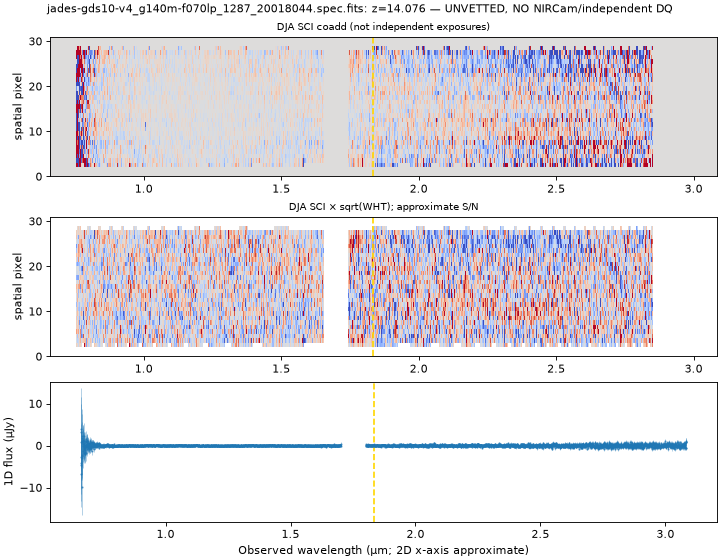 jades-gds10-v4_g140m-f070lp_1287_20018044.spec.fits: z=14.076 — UNVETTED, NO NIRCam/independent DQ
DJA SCI coadd (not independent exposures)
spatial pixel
30
20
10
0
1.0 1.5 2.0 2.5 3.0
DJA SCI × sqrt(WHT); approximate S/N
spatial pixel
30
20
10
0
1.0 1.5 2.0 2.5 3.0
1D flux (μJy)
10
0
−10
1.0 1.5 2.0 2.5 3.0
Observed wavelength (μm; 2D x-axis approximate)